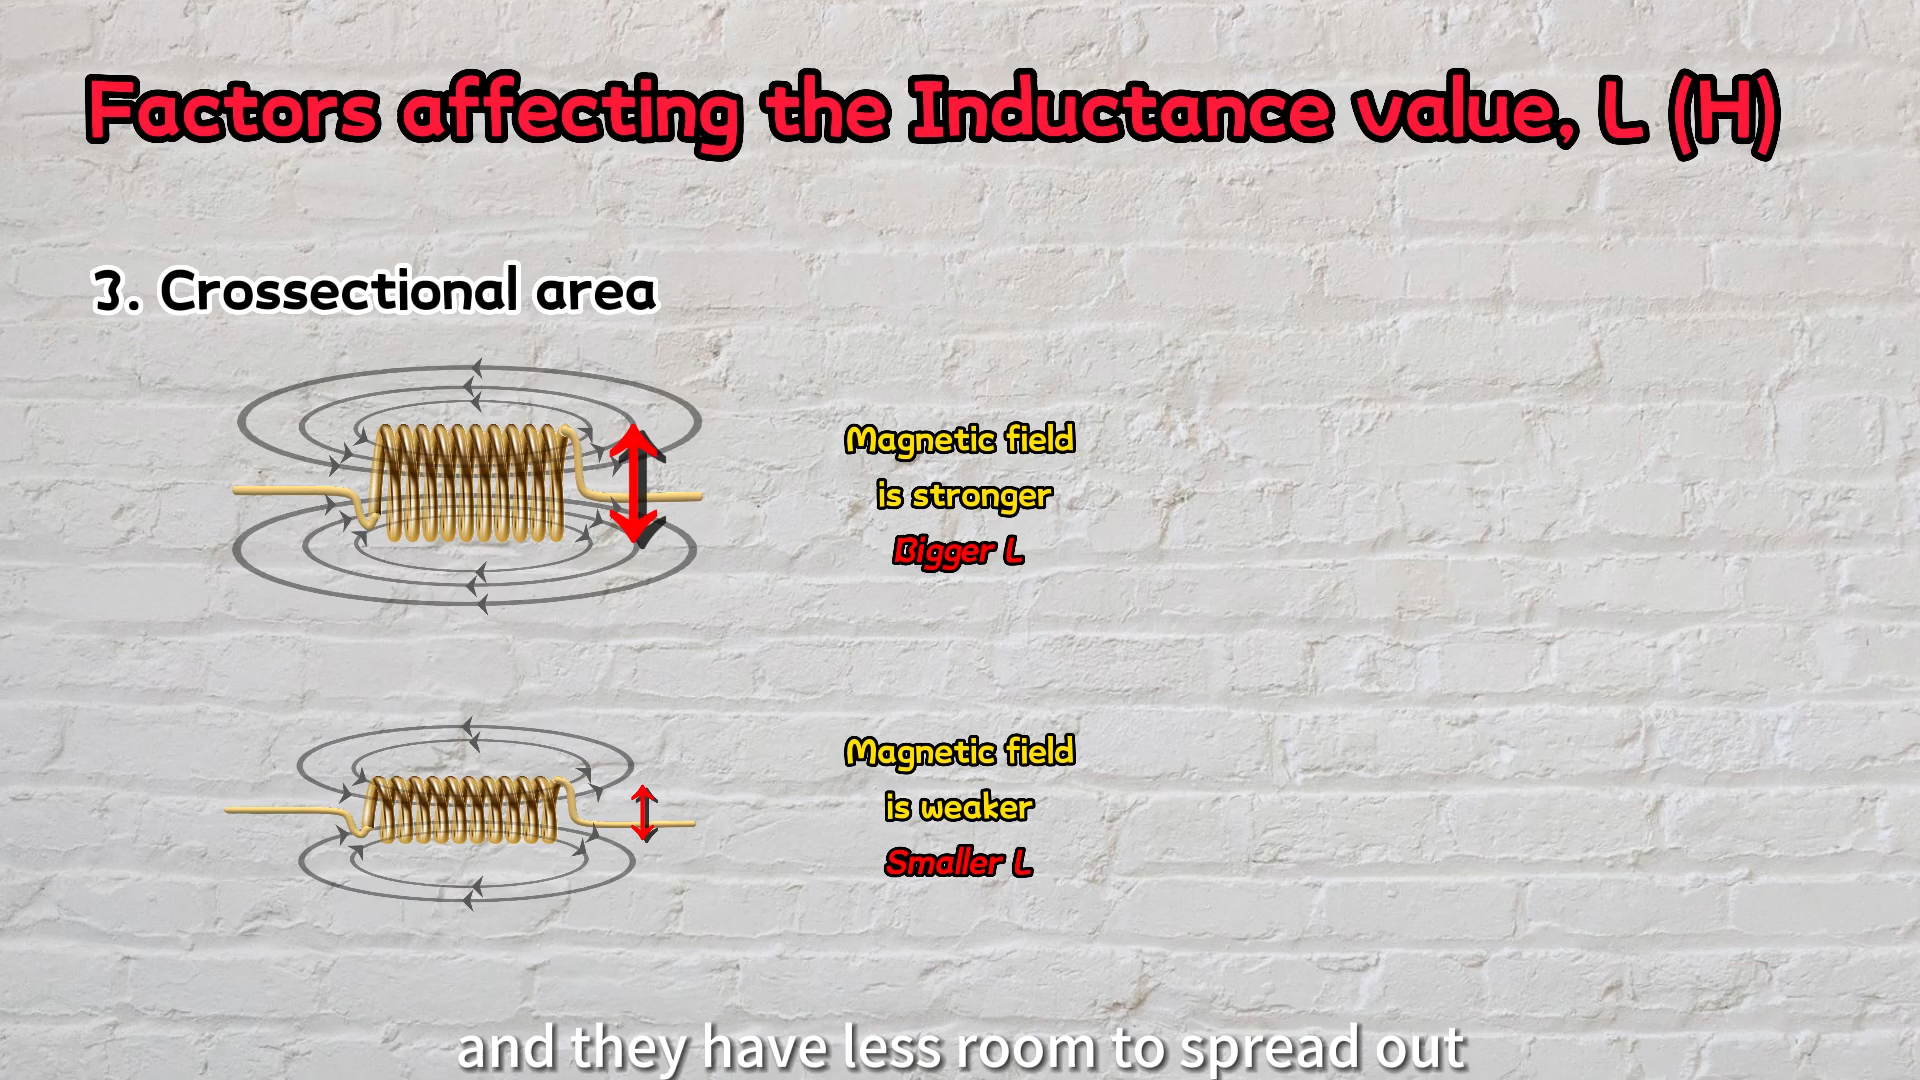 Factors affecting the Inductance value, L (H)
3. Crossectional area
Magnetic field
is stronger
Bigger L
Magnetic field
is weaker
Smaller L
and they have less room to spread out